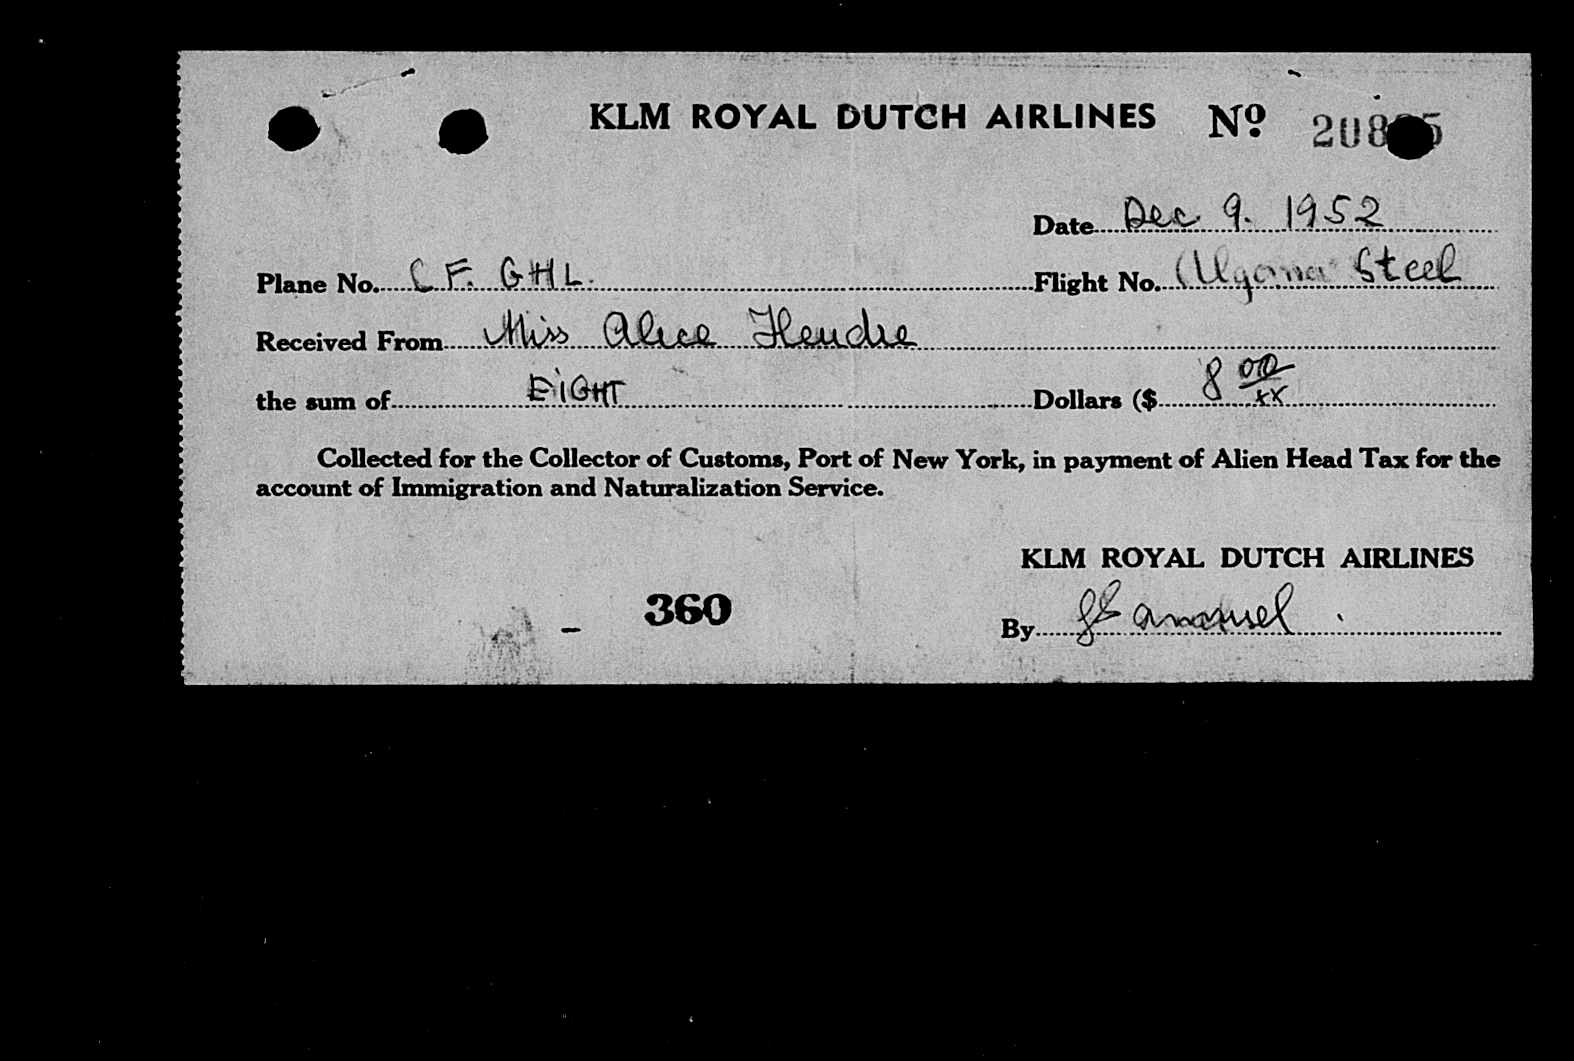 KLM ROYAL DUTCH AIRLINES Nº
Date Dec 9. 1952
Plane No. CF. GHL. Flight No. Algoma Steel
Received From Miss Alice Hendre
the sum of EIGHT Dollars ($ 8 00/xx
Collected for the Collector of Customs, Port of New York, in payment of Alien Head Tax for the
account of Immigration and Naturalization Service.
KLM ROYAL DUTCH AIRLINES
360
By